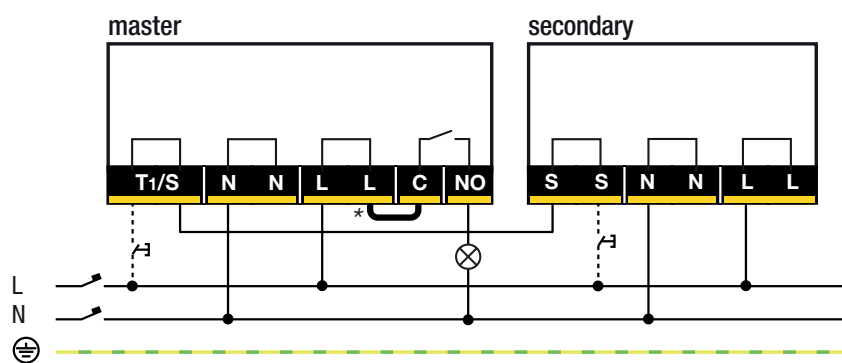 master secondary
T1/S N N L L C NO S S N N L L
*
L
N